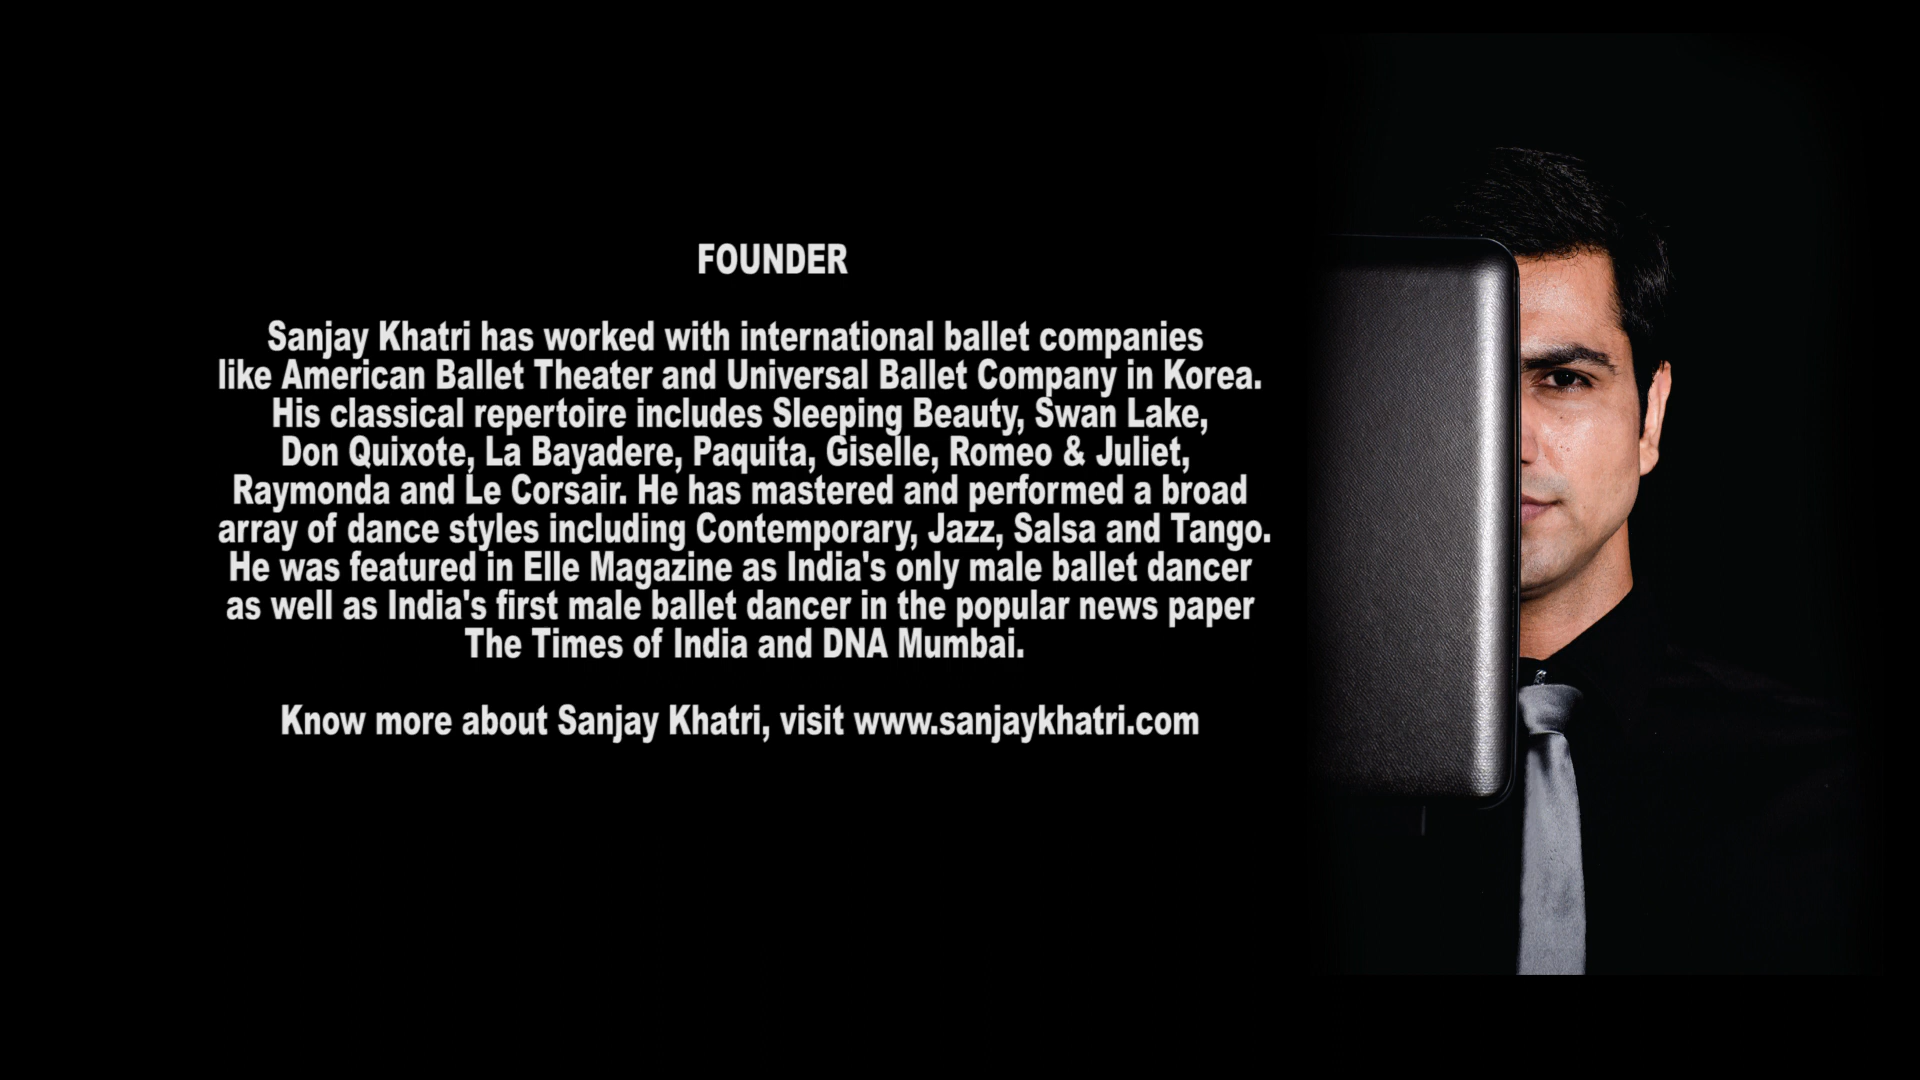 FOUNDER
Sanjay Khatri has worked with international ballet companies
like American Ballet Theater and Universal Ballet Company in Korea.
His classical repertoire includes Sleeping Beauty, Swan Lake,
Don Quixote, La Bayadere, Paquita, Giselle, Romeo & Juliet,
Raymonda and Le Corsair. He has mastered and performed a broad
array of dance styles including Contemporary, Jazz, Salsa and Tango.
He was featured in Elle Magazine as India's only male ballet dancer
as well as India's first male ballet dancer in the popular news paper
The Times of India and DNA Mumbai.
Know more about Sanjay Khatri, visit www.sanjaykhatri.com